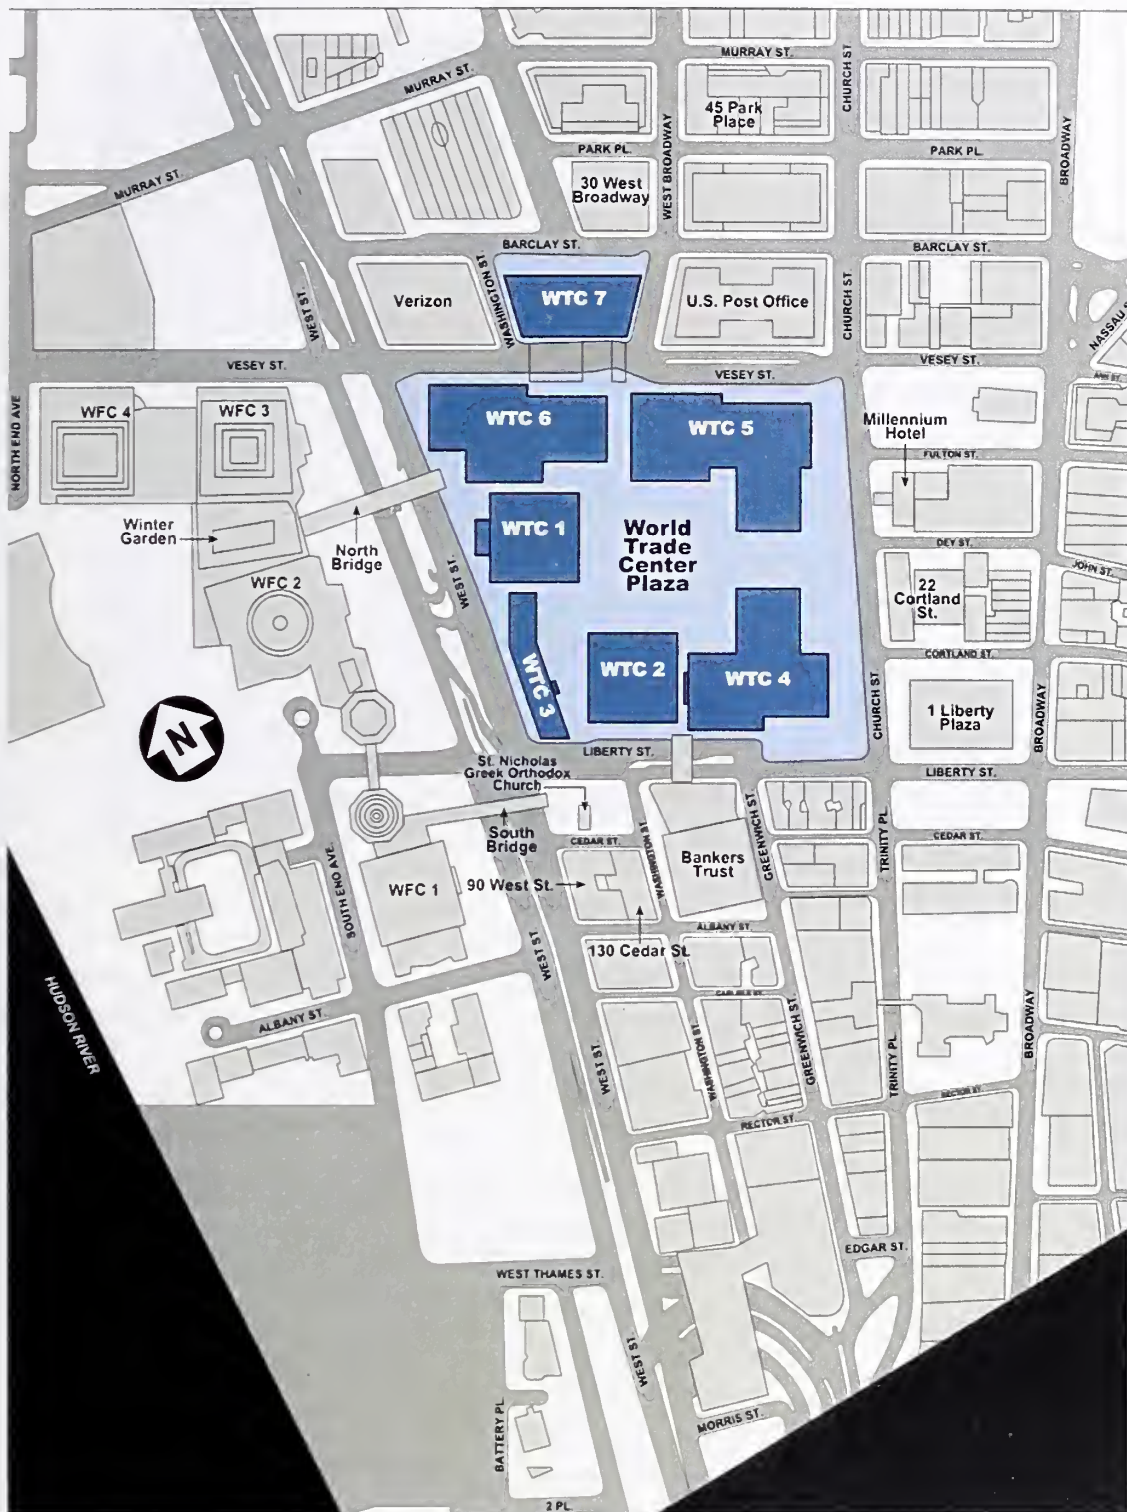 MURRAY ST.
MURRAY ST.
MURRAY ST.
CHURCH ST.
45 Park
Place
PARK PL.
PARK PL.
WEST BROADWAY
BROADWAY
30 West
Broadway
BARCLAY ST.
BARCLAY ST.
WASHINGTON ST.
Verizon
WTC 7
U.S. Post Office
CHURCH ST.
WEST ST.
NASSAU
VESEY ST.
VESEY ST.
VESEY ST.
ANN ST.
NORTH END AVE
WFC 4
WFC 3
WTC 6
WTC 5
Millennium
Hotel
FULTON ST.
Winter
Garden
North
Bridge
WTC 1
World
Trade
Center
Plaza
DEY ST.
JOHN ST.
WFC 2
WEST ST.
22
Cortland
St.
CORTLAND ST.
WTC 3
WTC 2
WTC 4
CHURCH ST.
1 Liberty
Plaza
BROADWAY
N
LIBERTY ST.
LIBERTY ST.
St. Nicholas
Greek Orthodox
Church
South
Bridge
CEDAR ST.
CEDAR ST.
WASHINGTON ST.
GREENWICH ST.
TRINITY PL.
Bankers
Trust
SOUTH END AVE.
WFC 1
90 West St.
ALBANY ST.
130 Cedar St.
WEST ST.
HUDSON RIVER
ALBANY ST.
CARLISLE ST.
WEST ST.
WASHINGTON ST.
GREENWICH ST.
TRINITY PL.
BROADWAY
RECTOR ST.
RECTOR ST.
EDGAR ST.
WEST THAMES ST.
WEST ST.
BATTERY PL.
MORRIS ST.
2 PL.